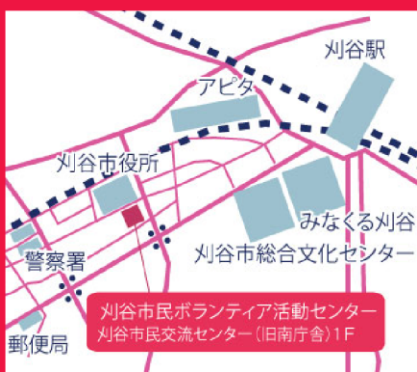 刈谷駅
アピタ
刈谷市役所
みなくる刈谷
刈谷市総合文化センター
警察署
刈谷市民ボランティア活動センター
刈谷市民交流センター(旧南庁舎)1F
郵便局